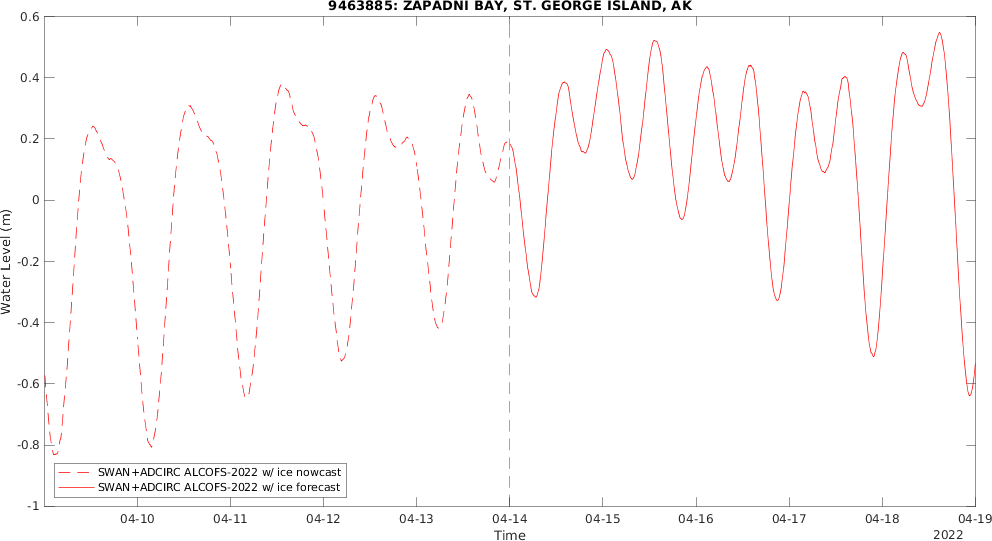 9463885: ZAPADNI BAY, ST. GEORGE ISLAND, AK
0.6
0.4
0.2
0
-0.2
-0.4
-0.6
-0.8
-1
Water Level (m)
SWAN+ADCIRC ALCOFS-2022 w/ ice nowcast
SWAN+ADCIRC ALCOFS-2022 w/ ice forecast
04-10 04-11 04-12 04-13 04-14 04-15 04-16 04-17 04-18 04-19
Time
2022